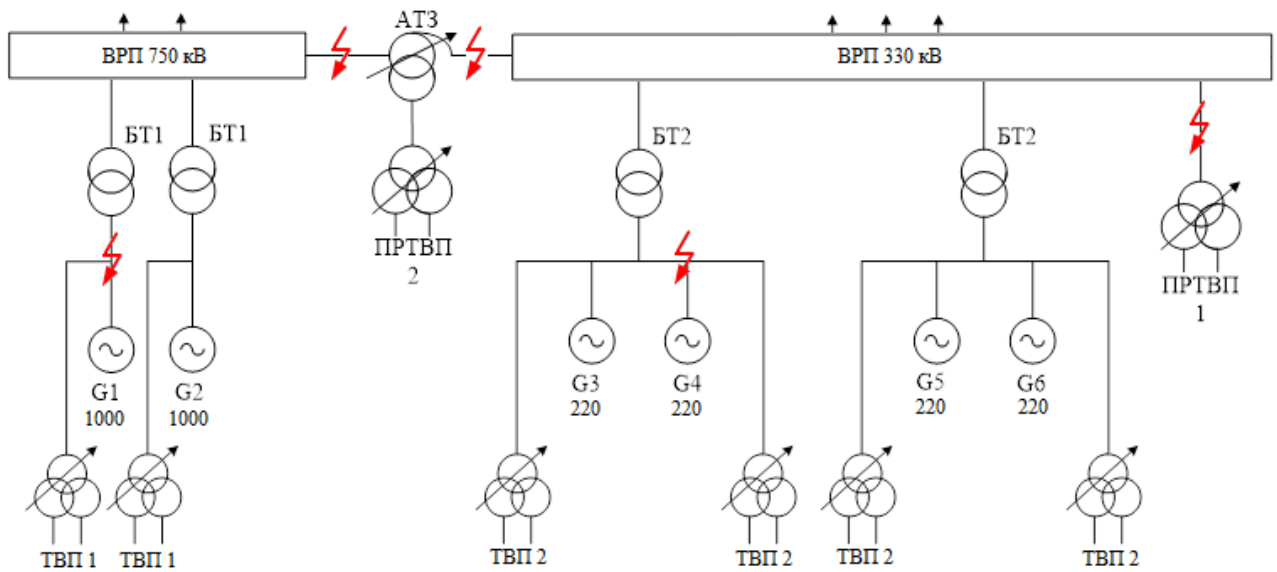 АТЗ
ВРП 750 кВ
ВРП 330 кВ
БТ1
БТ1
БТ2
БТ2
ПРТВП
2
ПРТВП
1
G1
1000
G2
1000
G3
220
G4
220
G5
220
G6
220
ТВП 1
ТВП 1
ТВП 2
ТВП 2
ТВП 2
ТВП 2